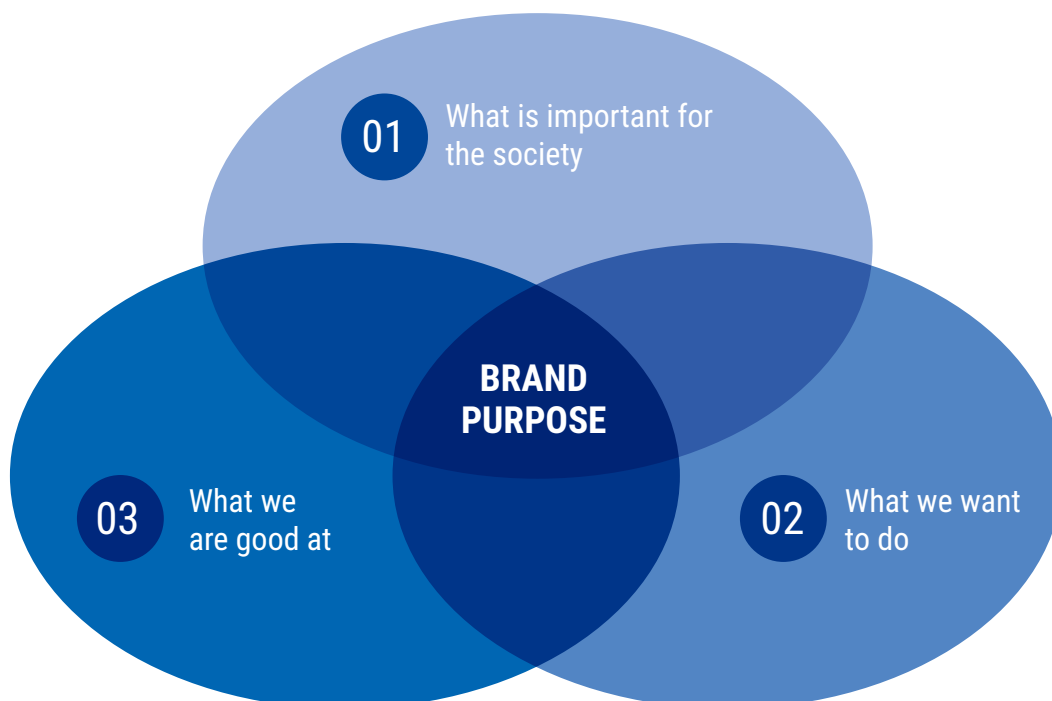 01
What is important for
the society
BRAND
PURPOSE
03
What we
are good at
02
What we want
to do